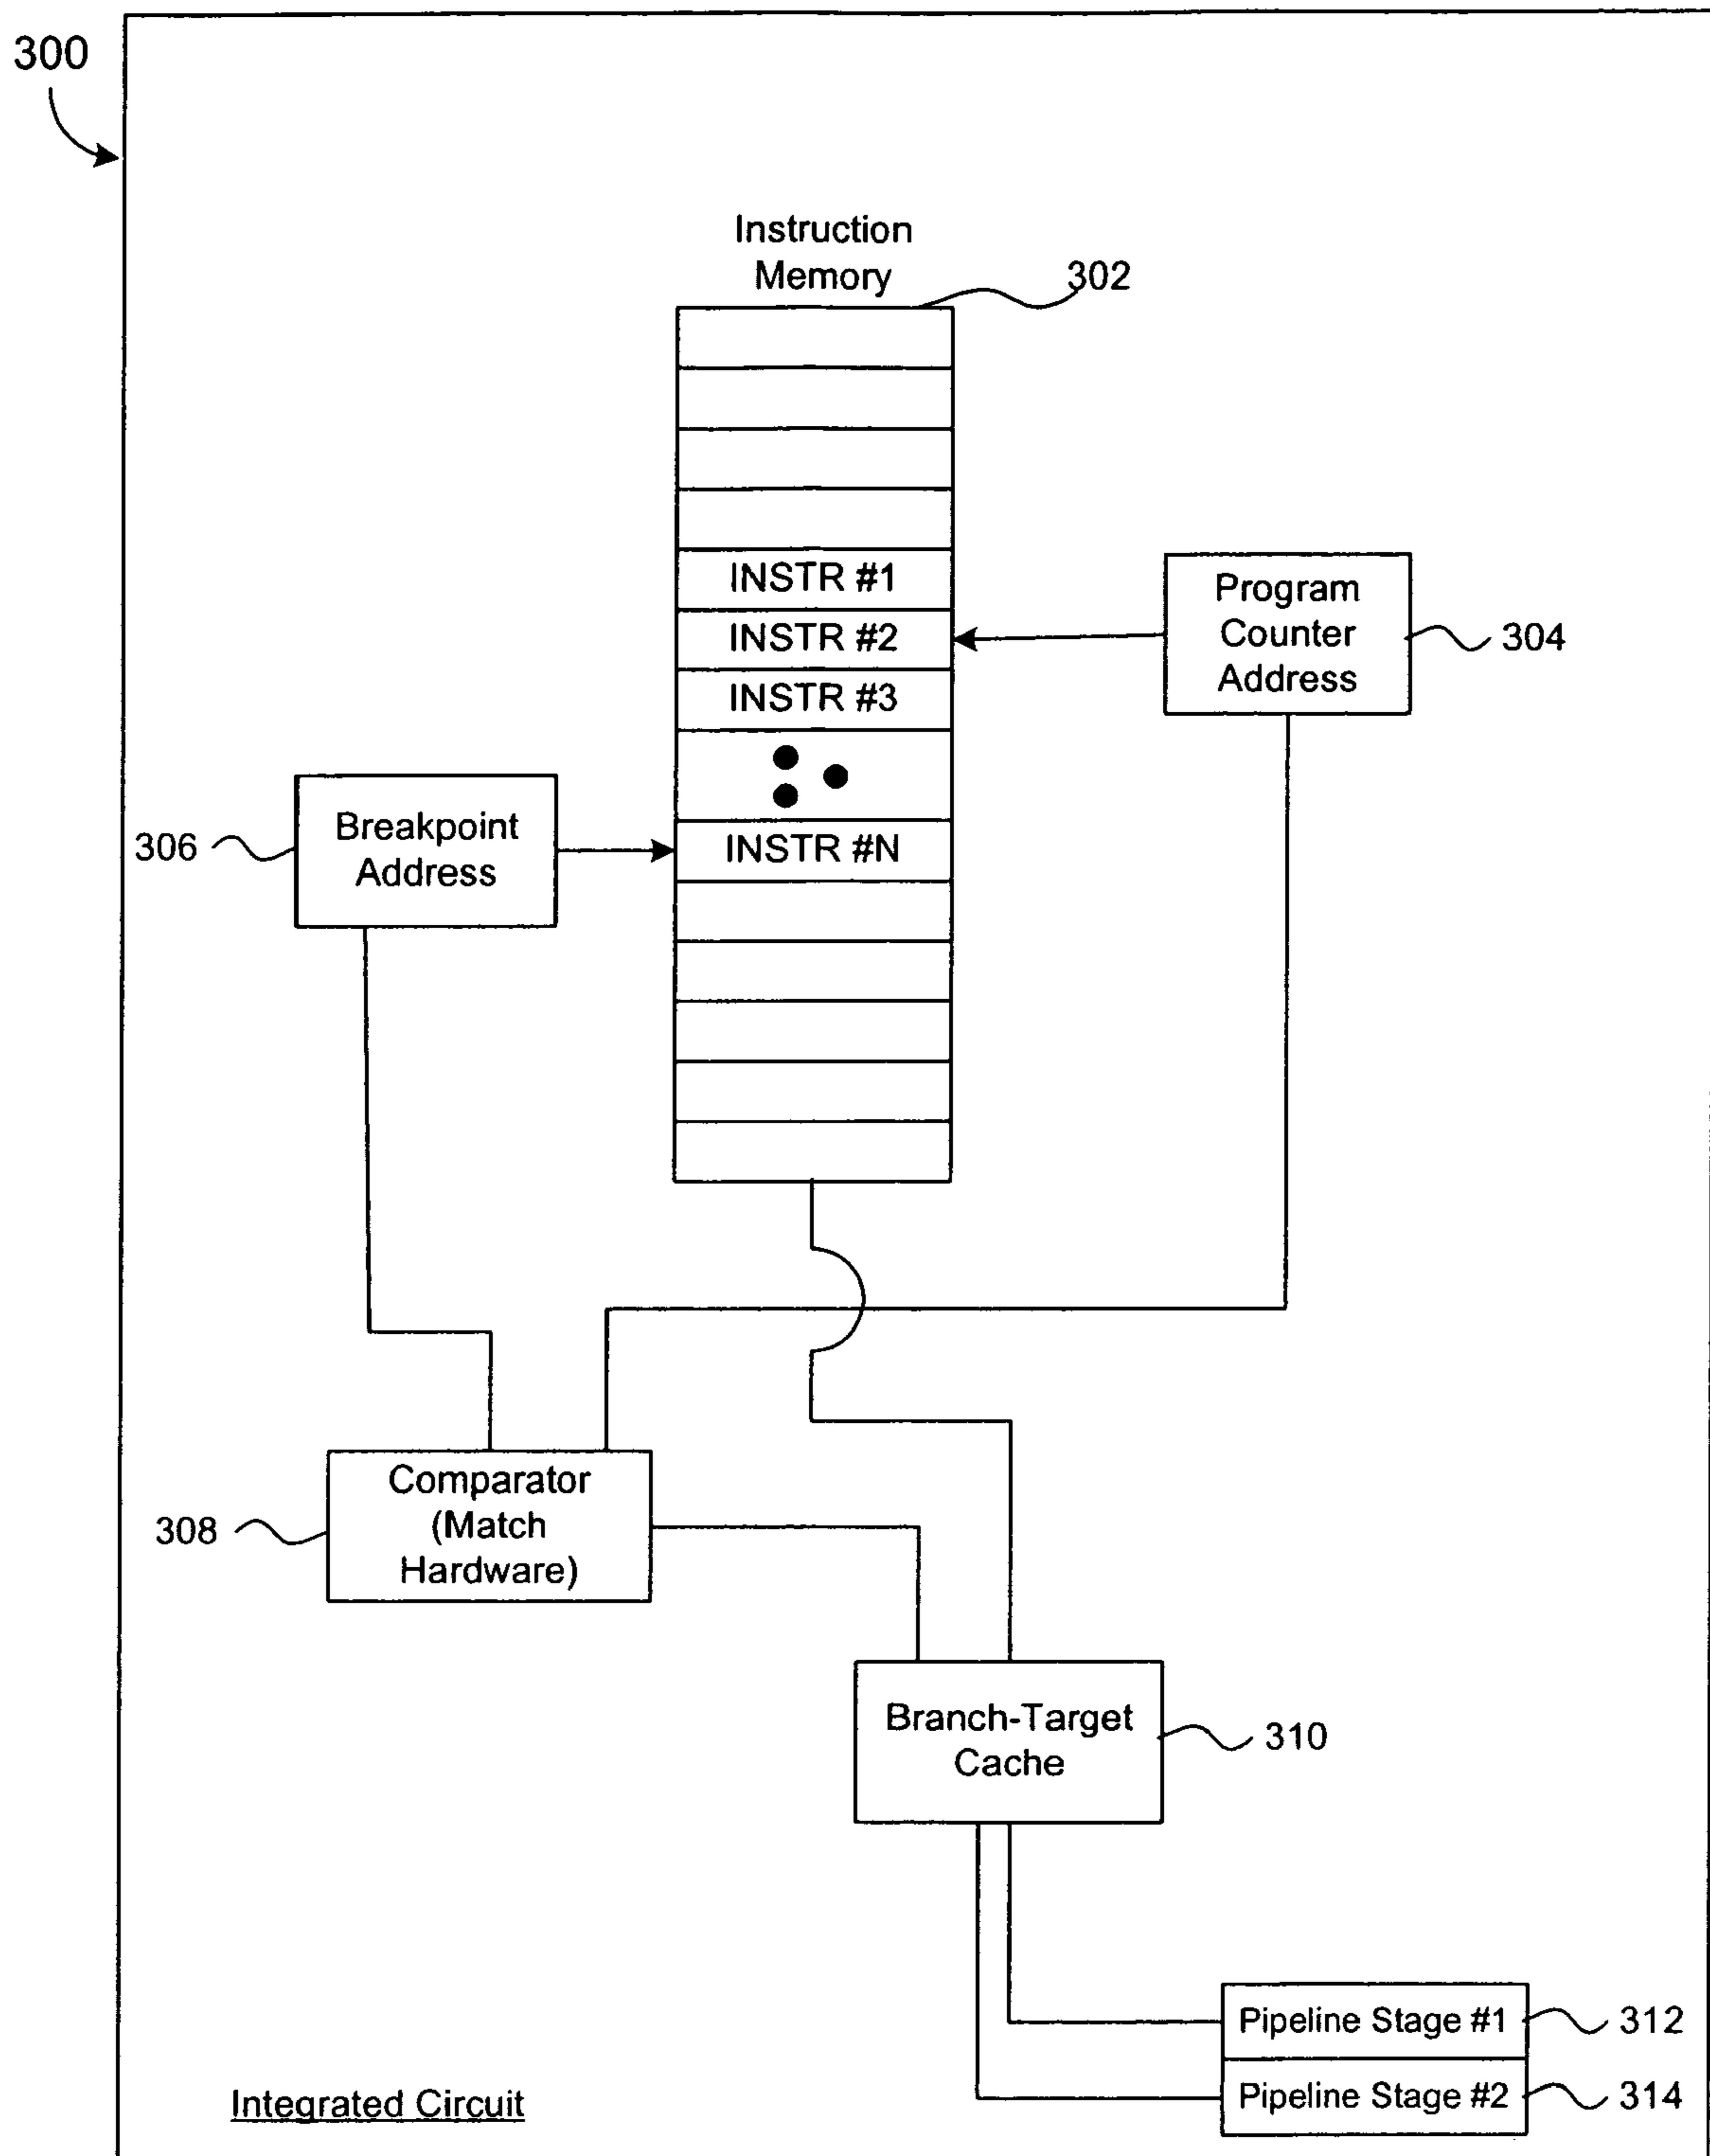 300
Instruction
Memory
302
INSTR #1
INSTR #2
INSTR #3
INSTR #N
Program
Counter
Address
304
306
Breakpoint
Address
308
Comparator
(Match
Hardware)
Branch-Target
Cache
310
Pipeline Stage #1
312
Pipeline Stage #2
314
Integrated Circuit